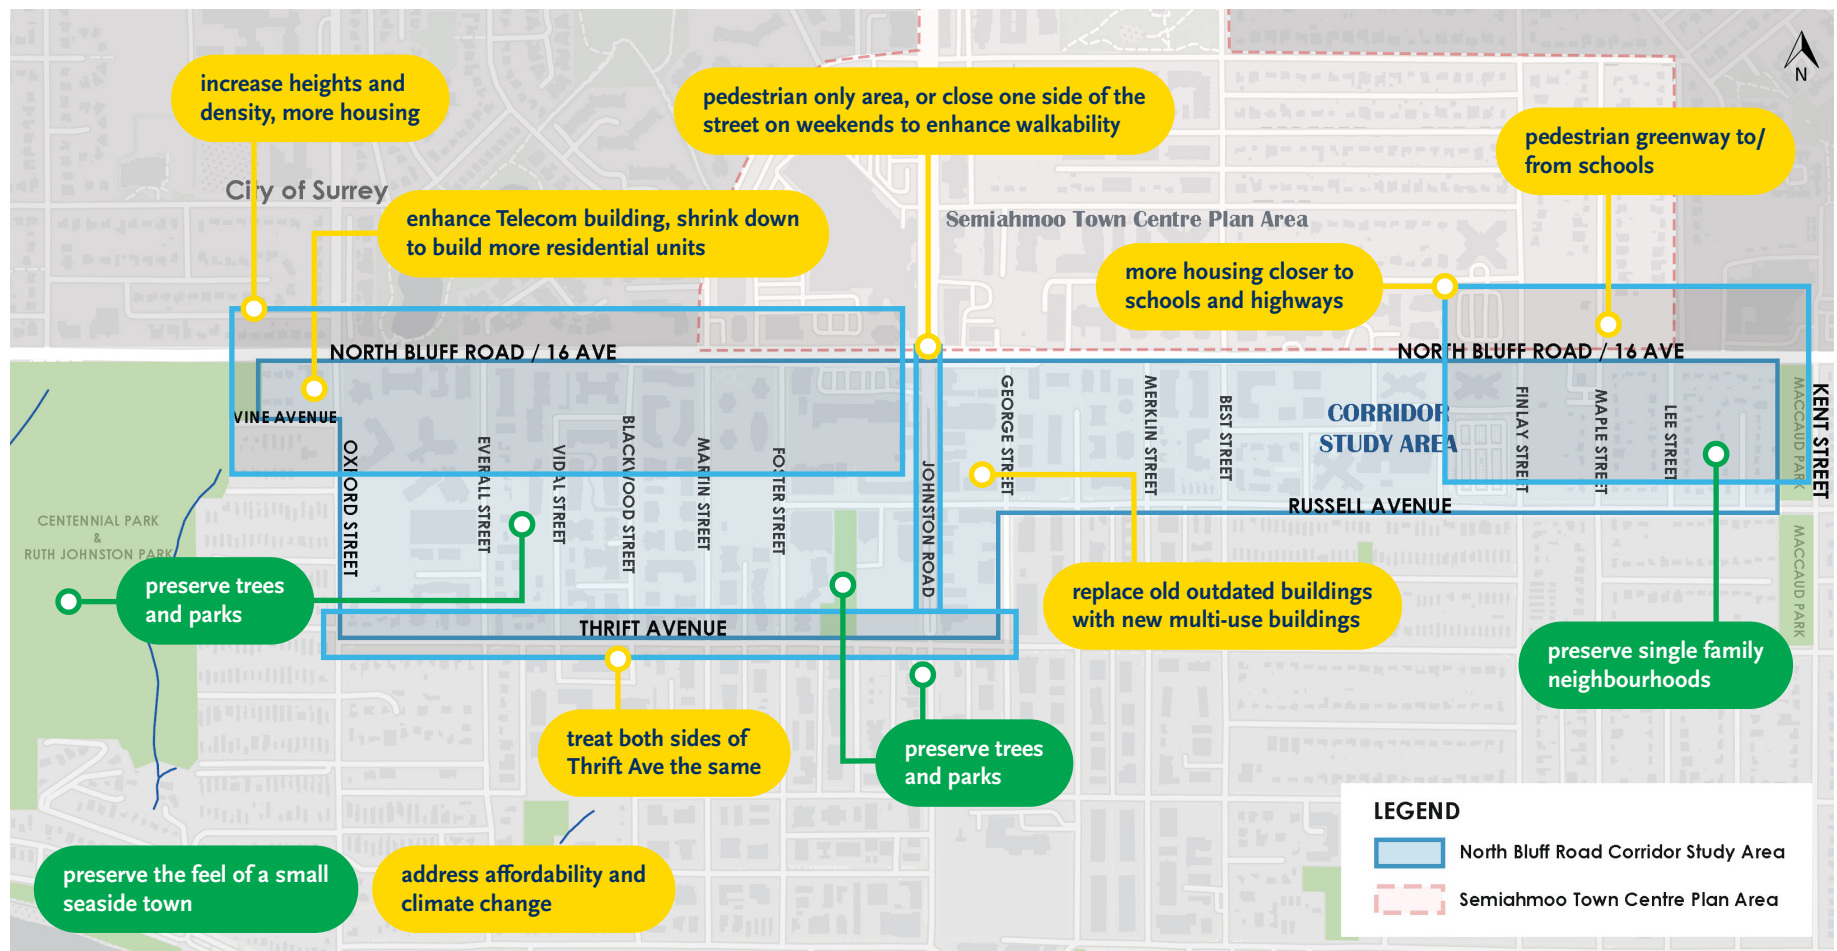 increase heights and
density, more housing
pedestrian only area, or close one side of the
street on weekends to enhance walkability
pedestrian greenway to/
from schools
N
City of Surrey
enhance Telecom building, shrink down
to build more residential units
Semiahmoo Town Centre Plan Area
more housing closer to
schools and highways
NORTH BLUFF ROAD / 16 AVE
NORTH BLUFF ROAD / 16 AVE
VINE AVENUE
OXFORD STREET
EVERALL STREET
VIDAL STREET
BLACKWOOD STREET
MARTIN STREET
FOSTER STREET
JOHNSTON ROAD
GEORGE STREET
MERKLIN STREET
BEST STREET
CORRIDOR
STUDY AREA
FINLAY STREET
MAPLE STREET
LEE STREET
MACCAUD PARK
KENT STREET
RUSSELL AVENUE
CENTENNIAL PARK
&
RUTH JOHNSTON PARK
MACCAUD PARK
preserve trees
and parks
replace old outdated buildings
with new multi-use buildings
THRIFT AVENUE
preserve single family
neighbourhoods
treat both sides of
Thrift Ave the same
preserve trees
and parks
preserve the feel of a small
seaside town
address affordability and
climate change
LEGEND
North Bluff Road Corridor Study Area
Semiahmoo Town Centre Plan Area